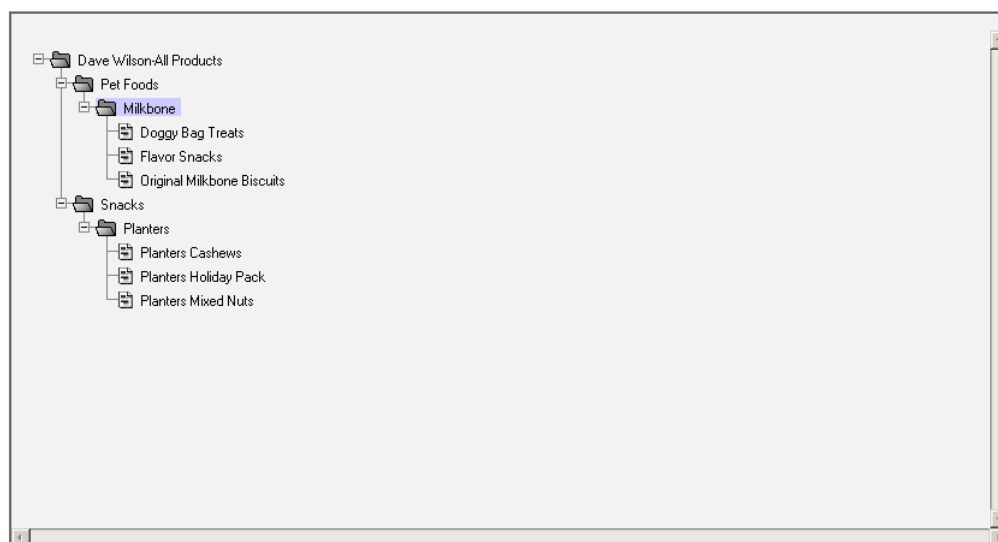 Dave Wilson-All Products
Pet Foods
Milkbone
Doggy Bag Treats
Flavor Snacks
Original Milkbone Biscuits
Snacks
Planters
Planters Cashews
Planters Holiday Pack
Planters Mixed Nuts